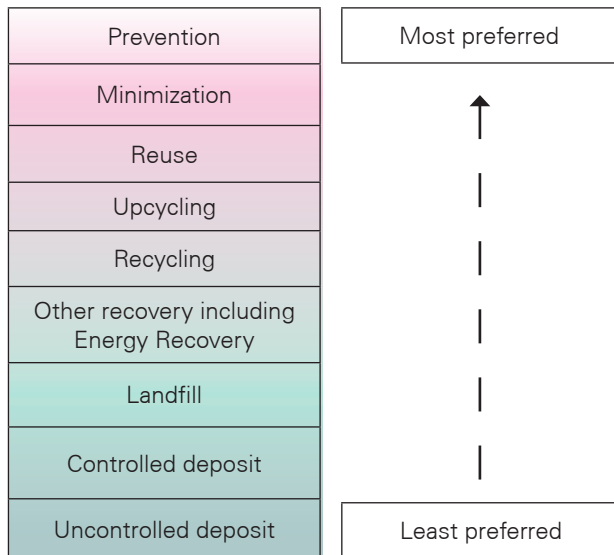 Prevention
Most preferred
Minimization
Reuse
Upcycling
Recycling
Other recovery including
Energy Recovery
Landfill
Controlled deposit
Uncontrolled deposit
Least preferred